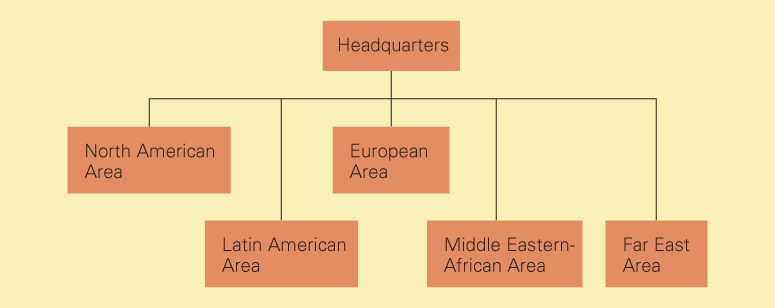 Headquarters
North American
Area
European
Area
Latin American
Area
Middle Eastern-
African Area
Far East
Area